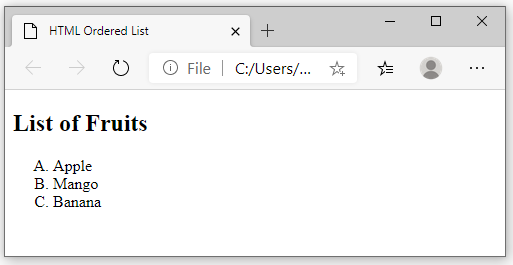 HTML Ordered List
File | C:/Users/...
List of Fruits
A. Apple
B. Mango
C. Banana